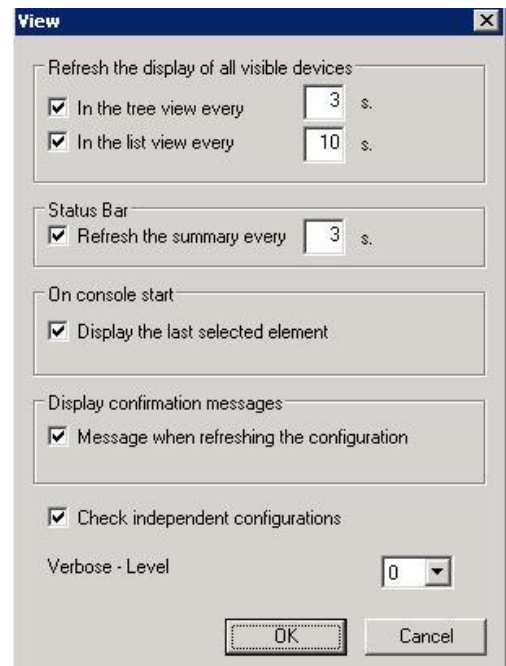 View
Refresh the display of all visible devices
In the tree view every 3 s.
In the list view every 10 s.
Status Bar
Refresh the summary every 3 s.
On console start
Display the last selected element
Display confirmation messages
Message when refreshing the configuration
Check independent configurations
Verbose - Level 0
OK Cancel